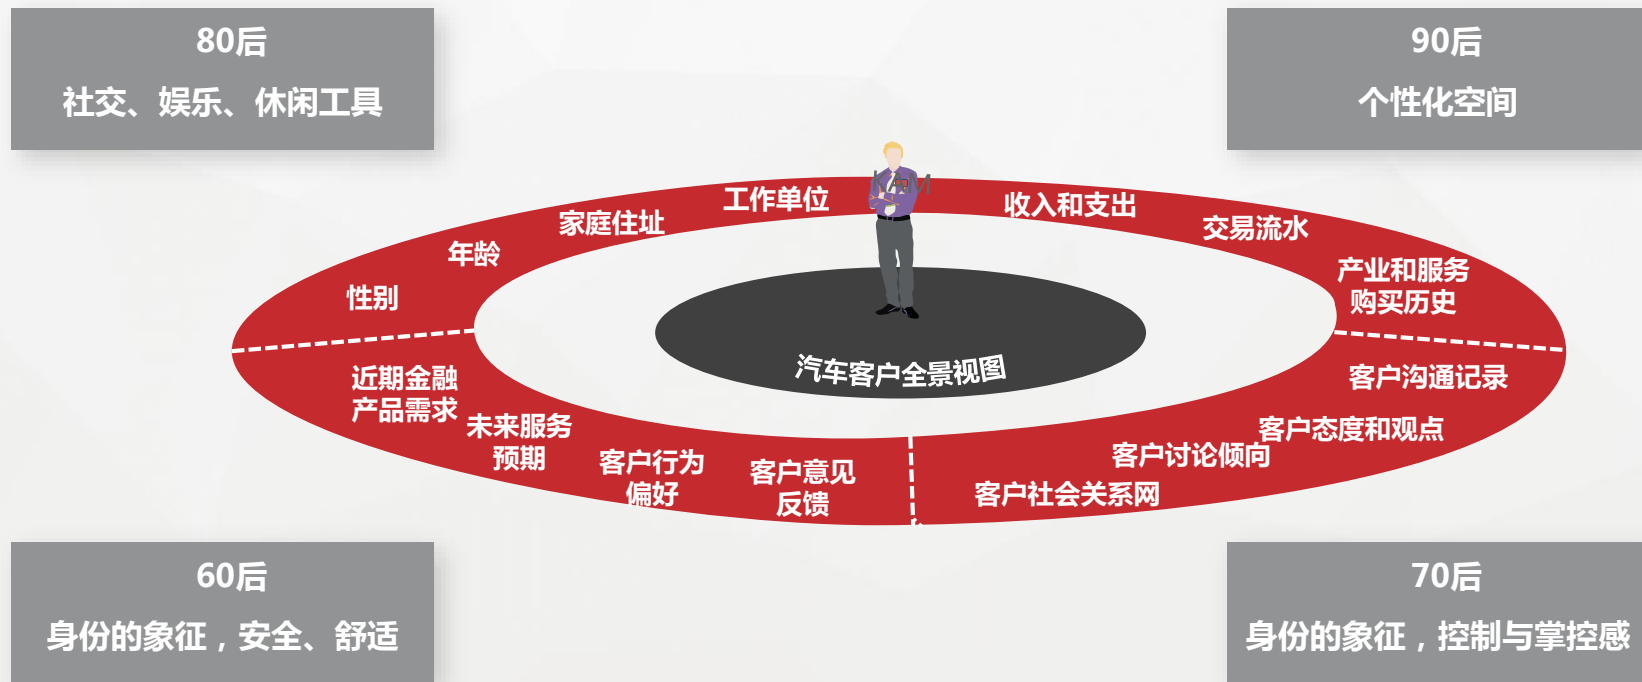 80后
社交、娱乐、休闲工具
90后
个性化空间
KAM
工作单位
收入和支出
家庭住址
交易流水
年龄
产业和服务
购买历史
性别
汽车客户全景视图
近期金融
产品需求
客户沟通记录
未来服务
预期
客户态度和观点
客户行为
偏好
客户意见
反馈
客户讨论倾向
客户社会关系网
60后
身份的象征，安全、舒适
70后
身份的象征，控制与掌控感